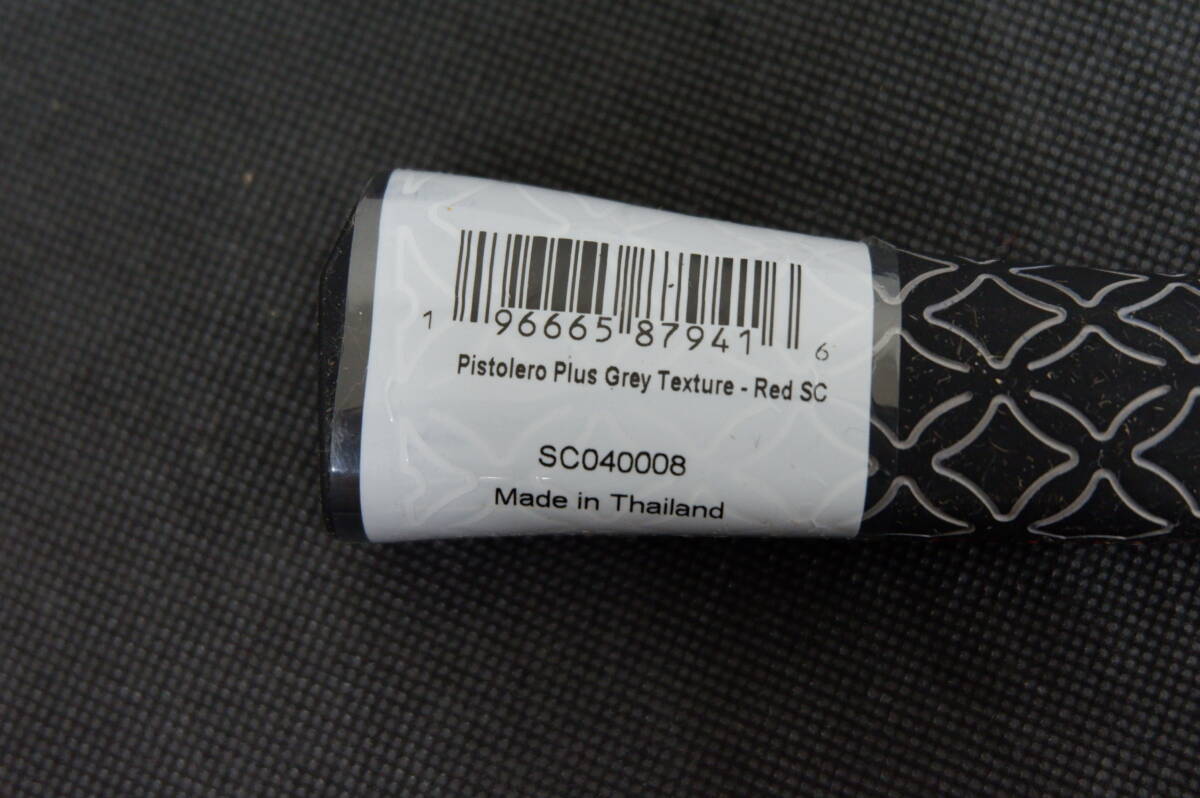 1 96665 87941 6
Pistolero Plus Grey Texture - Red SC
SC040008
Made in Thailand